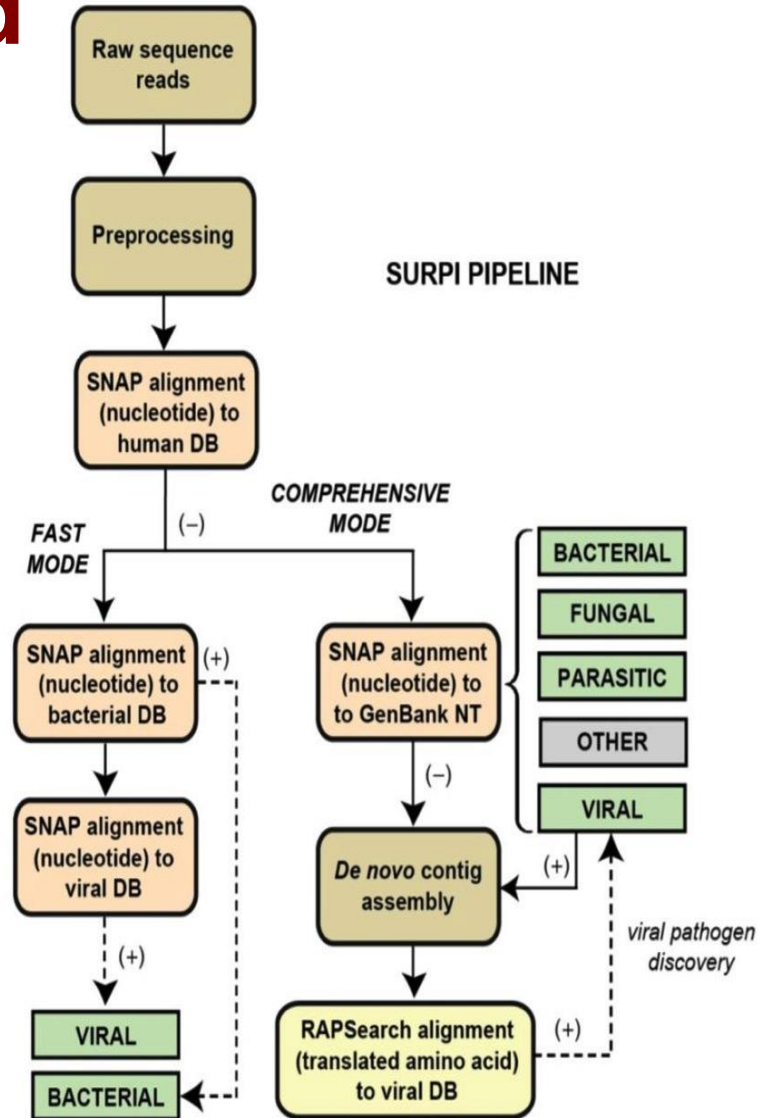 d
Raw sequence
reads
Preprocessing
SURPI PIPELINE
SNAP alignment
(nucleotide) to
human DB
(–)
FAST
MODE
COMPREHENSIVE
MODE
SNAP alignment
(nucleotide) to
bacterial DB
(+)
SNAP alignment
(nucleotide) to
viral DB
(+)
VIRAL
BACTERIAL
SNAP alignment
(nucleotide) to
to GenBank NT
(–)
BACTERIAL
FUNGAL
PARASITIC
OTHER
VIRAL
(+)
De novo contig
assembly
viral pathogen
discovery
RAPSearch alignment
(translated amino acid)
to viral DB
(+)